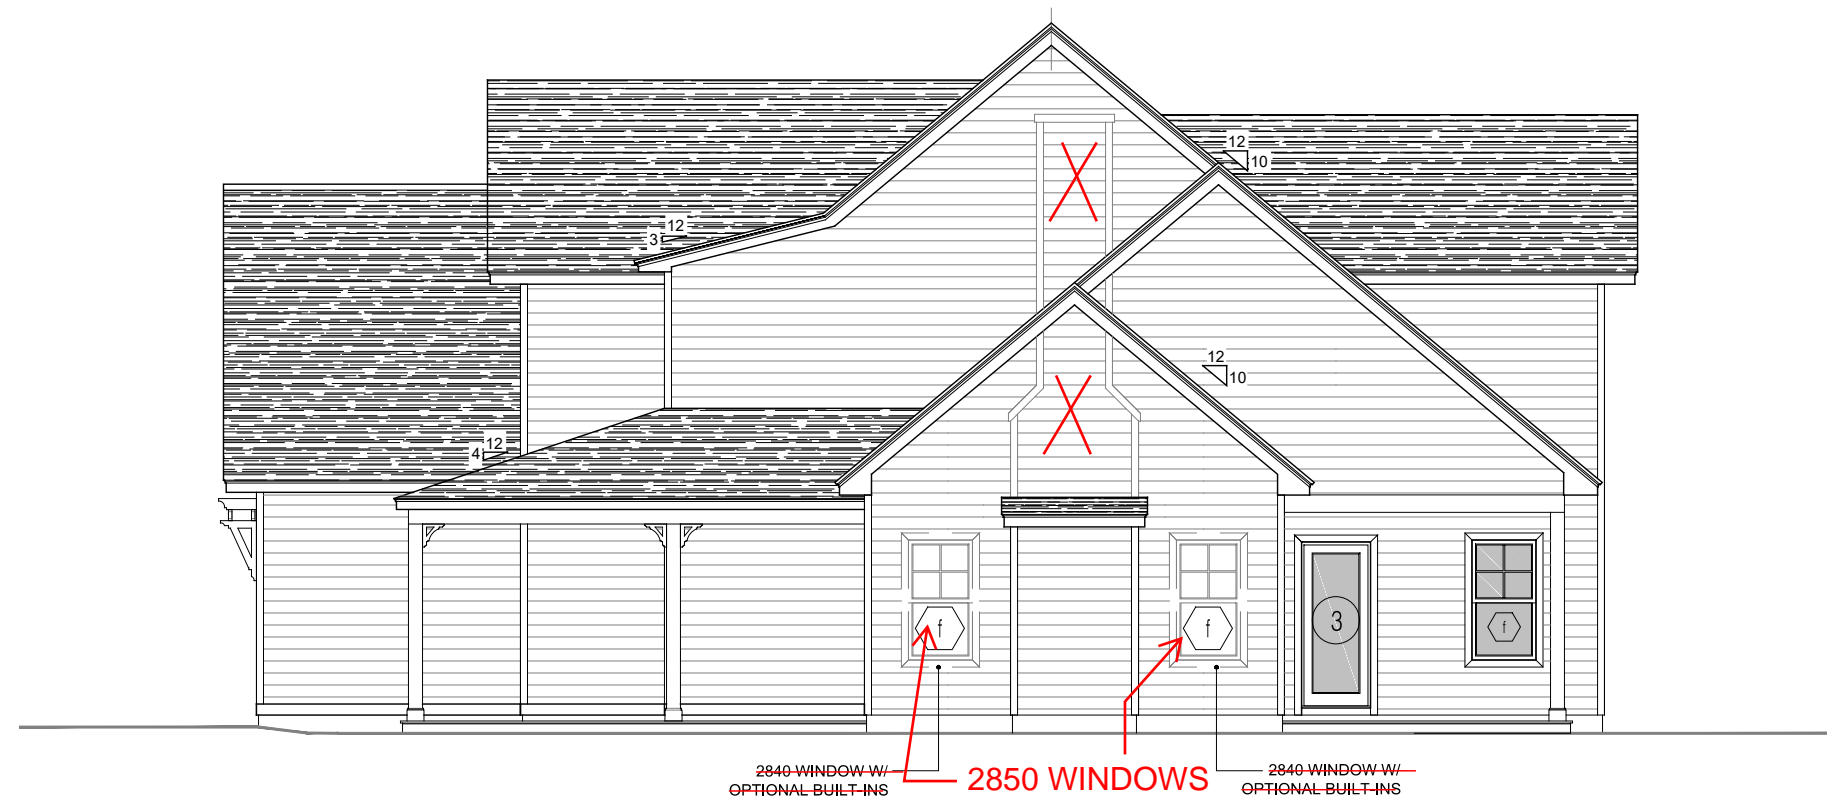 12
10
12
3
12
10
12
4
f
f
3
f
2840 WINDOW W/
OPTIONAL BUILT-INS
2850 WINDOWS
2840 WINDOW W/
OPTIONAL BUILT-INS